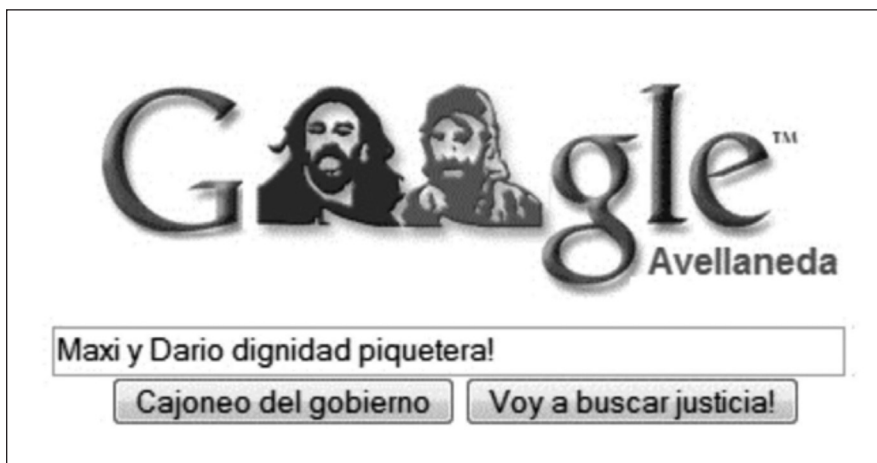 G gle™
Avellaneda
Maxi y Dario dignidad piquetera!
Cajoneo del gobierno
Voy a buscar justicia!